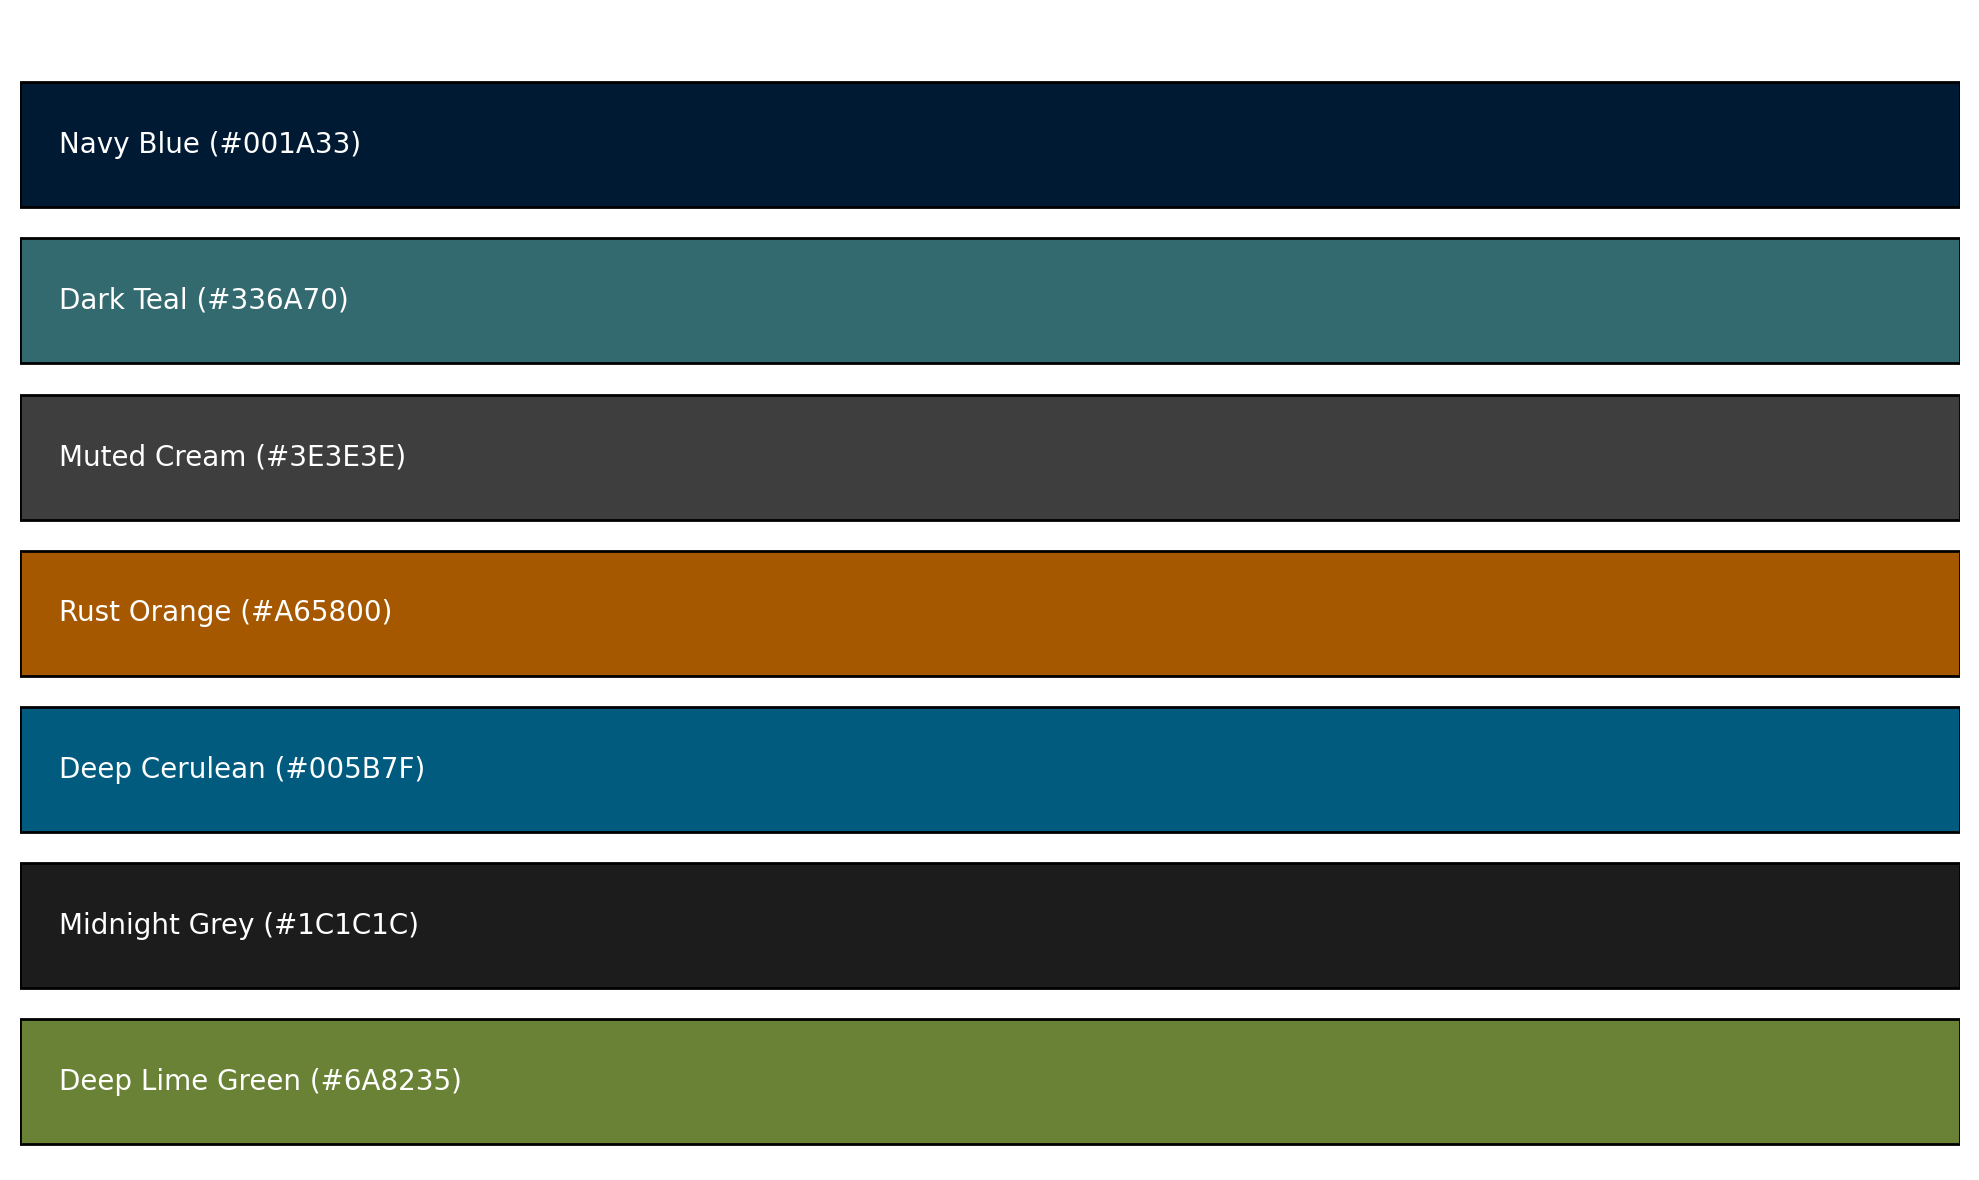 Navy Blue (#001A33)
Dark Teal (#336A70)
Muted Cream (#3E3E3E)
Rust Orange (#A65800)
Deep Cerulean (#005B7F)
Midnight Grey (#1C1C1C)
Deep Lime Green (#6A8235)